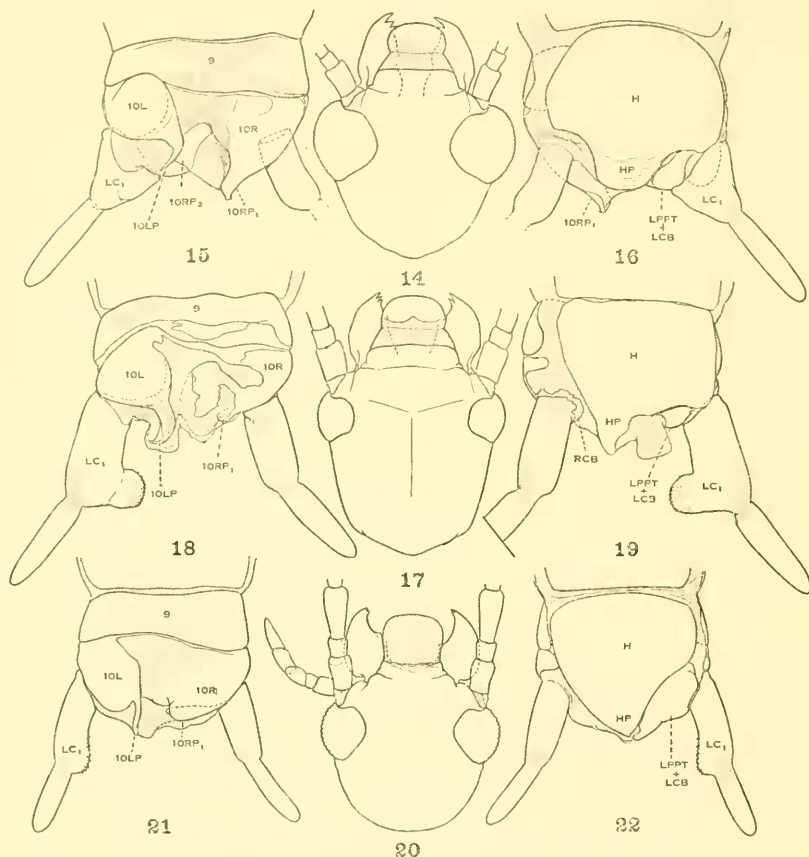 9
10L
10R
LC₁
10LP
10RP₂
10RP₁
15
14
H
HP
10RP₁
LPPT
+
LCB
LC₁
16
9
10L
10R
LC₁
10LP
10RP₁
18
17
H
HP
RCB
LPPT
+
LCB
LC₁
19
9
10L
10R
LC₁
10LP
10RP₁
21
20
H
HP
LPPT
+
LCB
LC₁
22